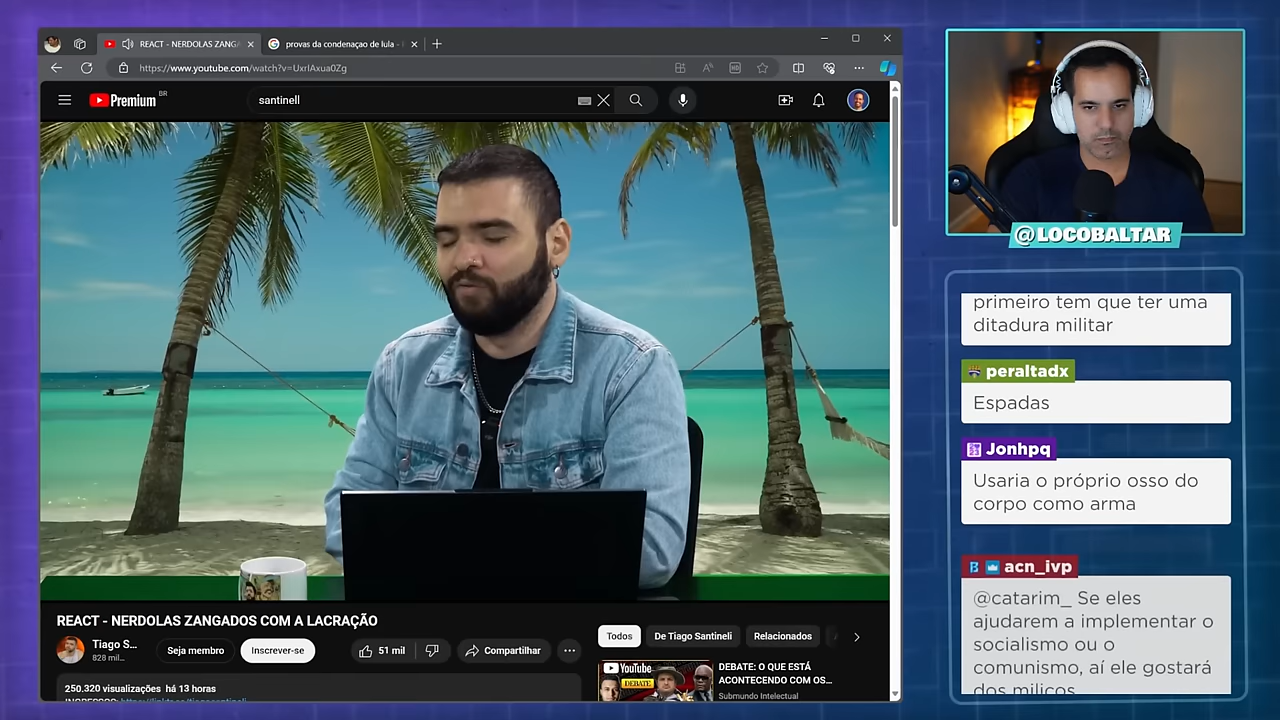 REACT - NERDOLAS ZANGA
provas da condenaçao de lula -
https://www.youtube.com/watch?v=UxrlAxua0Zg
Premium BR
santinell
REACT - NERDOLAS ZANGADOS COM A LACRAÇÃO
Tiago S...
828 mil...
Seja membro
Inscrever-se
51 mil
Compartilhar
250.320 visualizações há 13 horas
Todos
De Tiago Santineli
Relacionados
YouTube
DEBATE
DEBATE: O QUE ESTÁ
ACONTECENDO COM OS...
Submundo Intelectual
@LOCOBALTAR
primeiro tem que ter uma
ditadura militar
peraltadx
Espadas
Jonhpq
Usaria o próprio osso do
corpo como arma
acn_ivp
@catarim_ Se eles
ajudarem a implementar o
socialismo ou o
comunismo, aí ele gostará
dos milicos